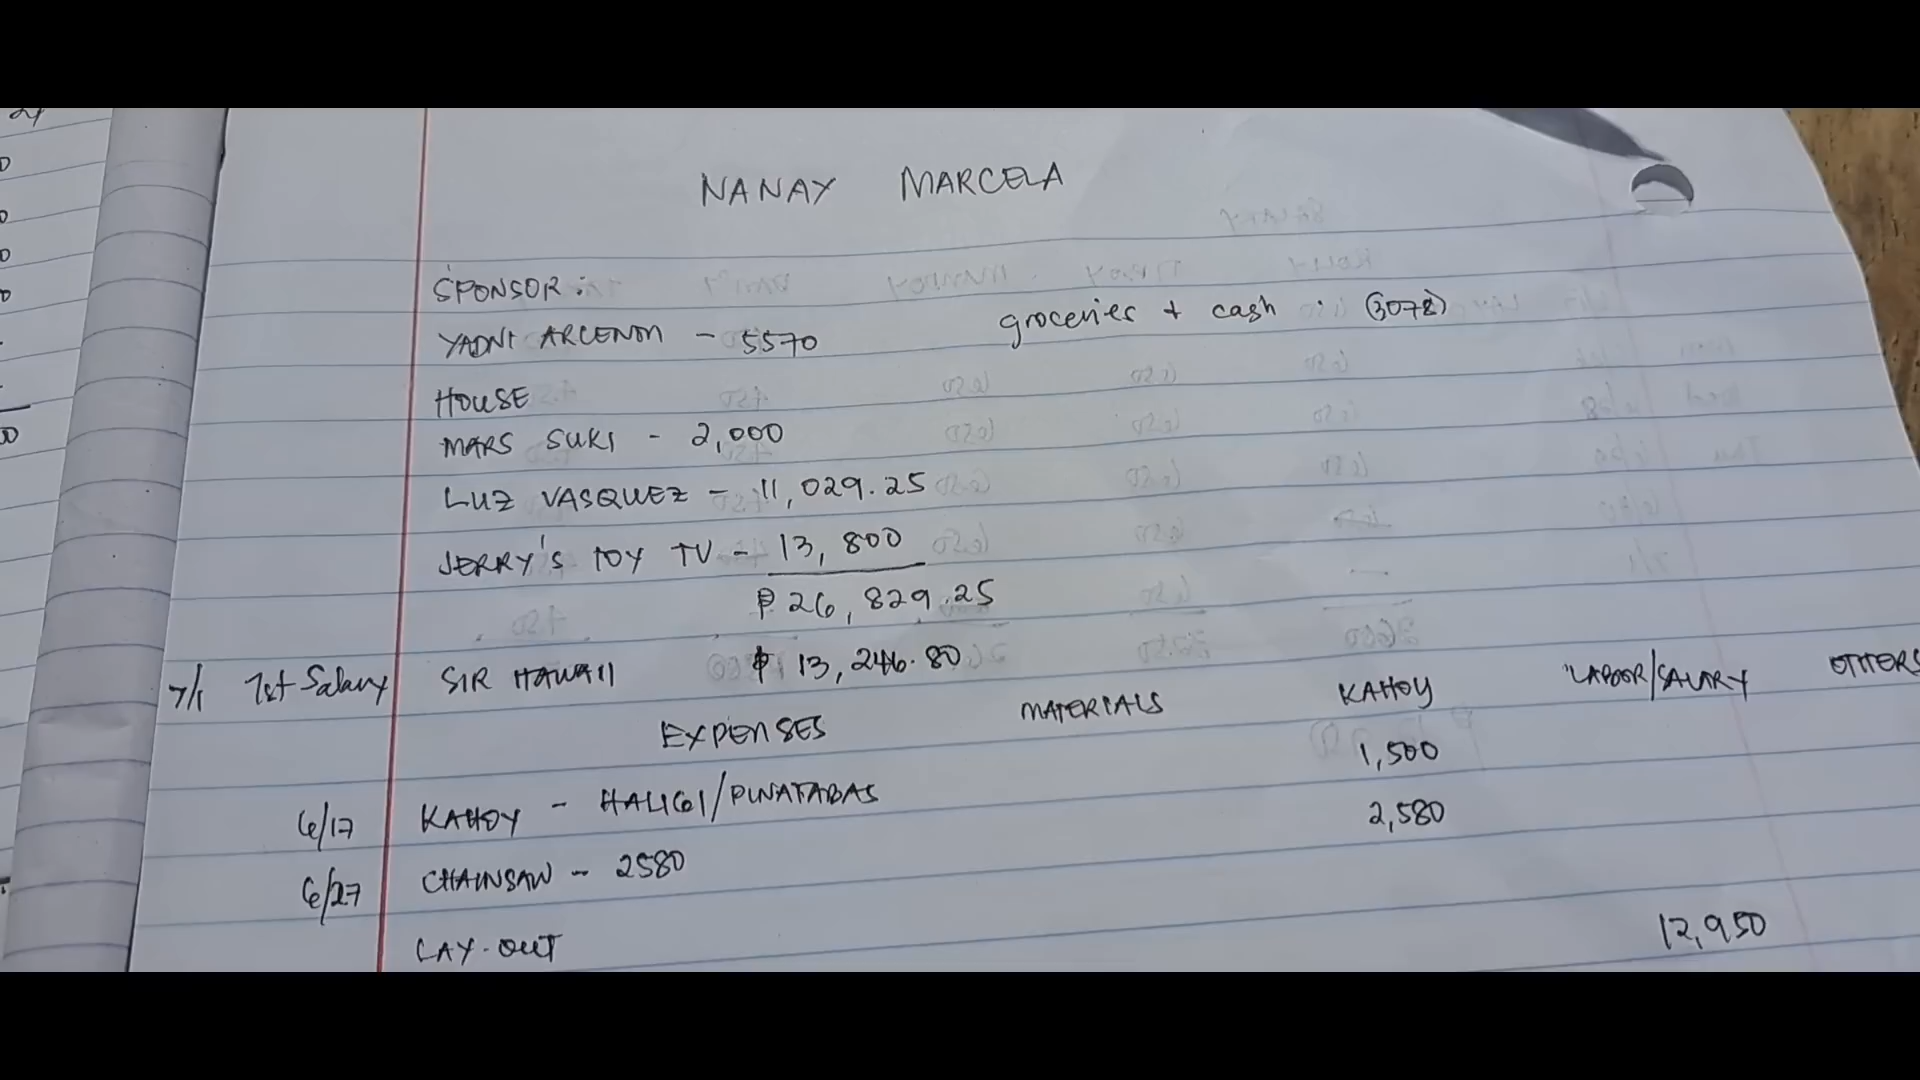 NANAY MARCELA
SPONSOR:
YADNI ARCENON - 5570 groceries + cash : (3078)
HOUSE
MARS SUKI - 2,000
LUZ VASQUEZ - 11,029.25
JERRY'S TOY TV - 13,800
₱ 26,829.25
7/1 1st Salary SIR HAWAII ₱ 13,246.80
EXPENSES MATERIALS KAHOY LABOR/SALARY OTHERS
1,500
6/17 KAHOY - HALIGI/PINATABAS
2,580
6/27 CHAINSAW - 2580
LAY-OUT 12,950